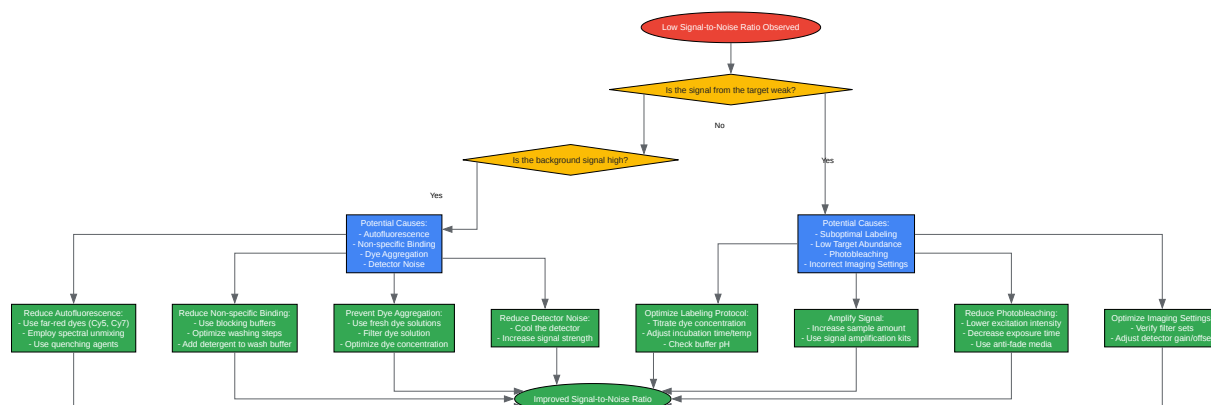 Low Signal-to-Noise Ratio Observed
Is the signal from the target weak?
No
Is the background signal high?
Yes
Yes
Potential Causes:
- Autofluorescence
- Non-specific Binding
- Dye Aggregation
- Detector Noise
Potential Causes:
- Suboptimal Labeling
- Low Target Abundance
- Photobleaching
- Incorrect Imaging Settings
Reduce Autofluorescence:
- Use far-red dyes (Cy5, Cy7)
- Employ spectral unmixing
- Use quenching agents
Reduce Non-specific Binding:
- Use blocking buffers
- Optimize washing steps
- Add detergent to wash buffer
Prevent Dye Aggregation:
- Use fresh dye solutions
- Filter dye solution
- Optimize dye concentration
Reduce Detector Noise:
- Cool the detector
- Increase signal strength
Optimize Labeling Protocol:
- Titrate dye concentration
- Adjust incubation time/temp
- Check buffer pH
Amplify Signal:
- Increase sample amount
- Use signal amplification kits
Reduce Photobleaching:
- Lower excitation intensity
- Decrease exposure time
- Use anti-fade media
Optimize Imaging Settings
- Verify filter sets
- Adjust detector gain/offse
Improved Signal-to-Noise Ratio